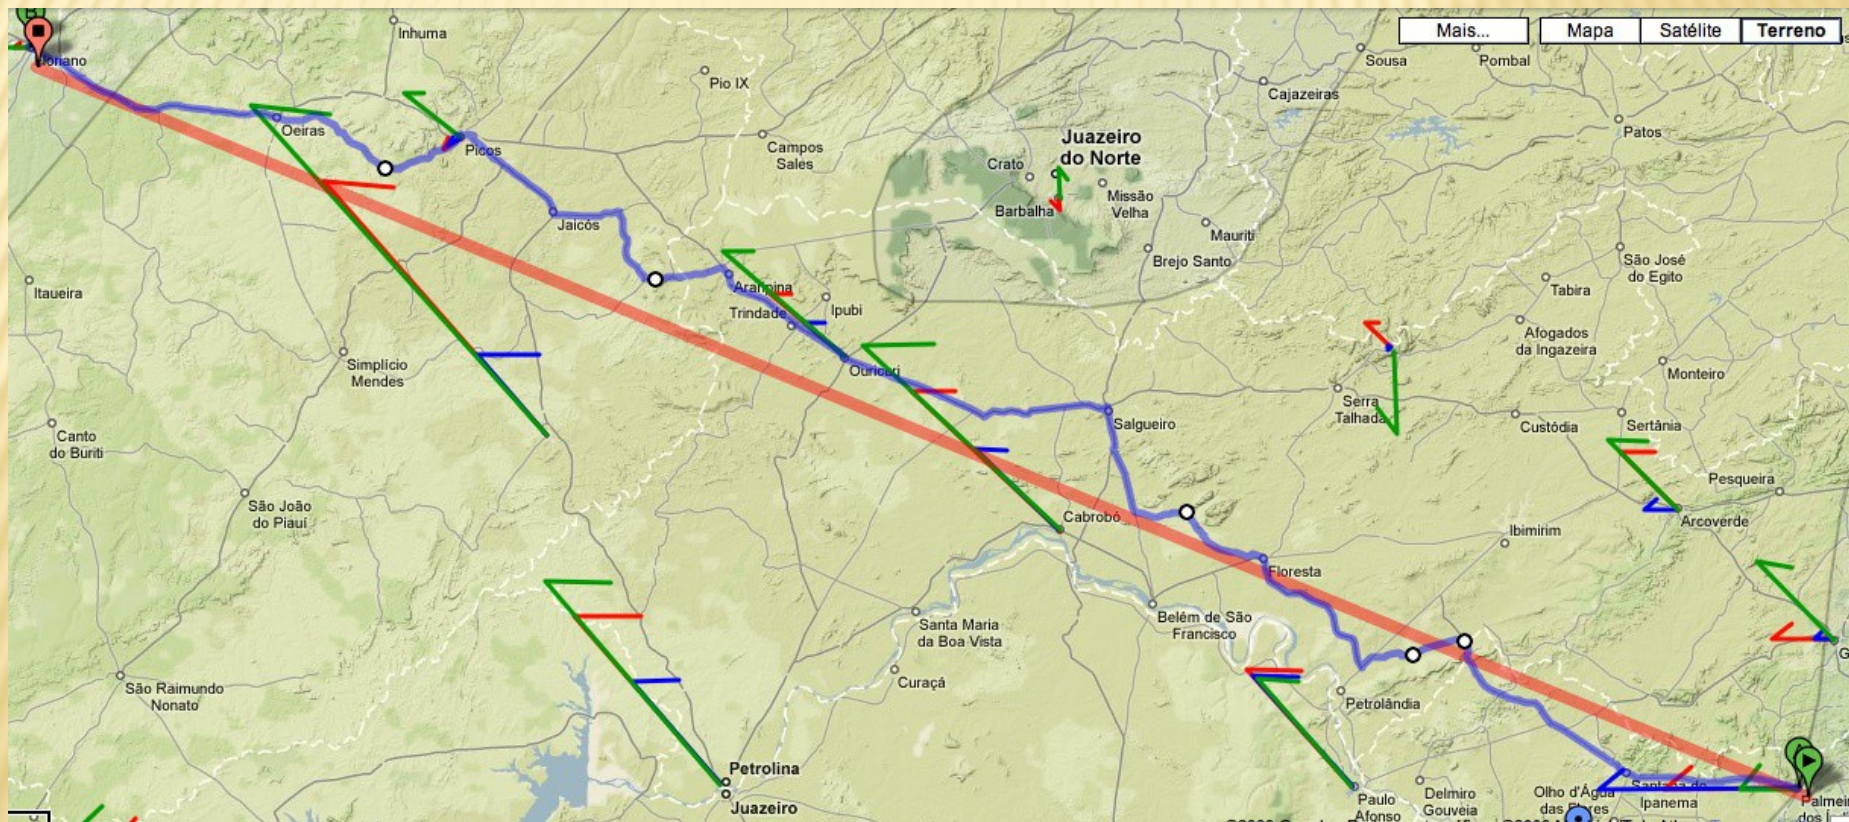 B
Inhuma
Mais...
Mapa
Satélite
Terreno
Sousa
Pombal
Pio IX
Cajazeiras
Oeiras
Picos
Campos
Sales
Juazeiro
do Norte
Crato
Missão
Velha
Barbalha
Patos
Jaicós
Mauriti
Brejo Santo
São José
do Egito
Itaueira
Araripina
Trindade
Ipubi
Tabira
Afogados
da Ingazeira
Simplício
Mendes
Ouricuri
Monteiro
Serra
Talhada
Salgueiro
Custódia
Sertânia
Canto
do Buriti
Pesqueira
São João
do Piauí
Cabrobó
Arcoverde
Ibimirim
Floresta
Santa Maria
da Boa Vista
Belém de São
Francisco
G
Curaçá
São Raimundo
Nonato
Petrolândia
Petrolina
Juazeiro
Paulo
Afonso
Delmiro
Gouveia
Olho d'Água
das Flores
Santana do
Ipanema
Palmei
dos